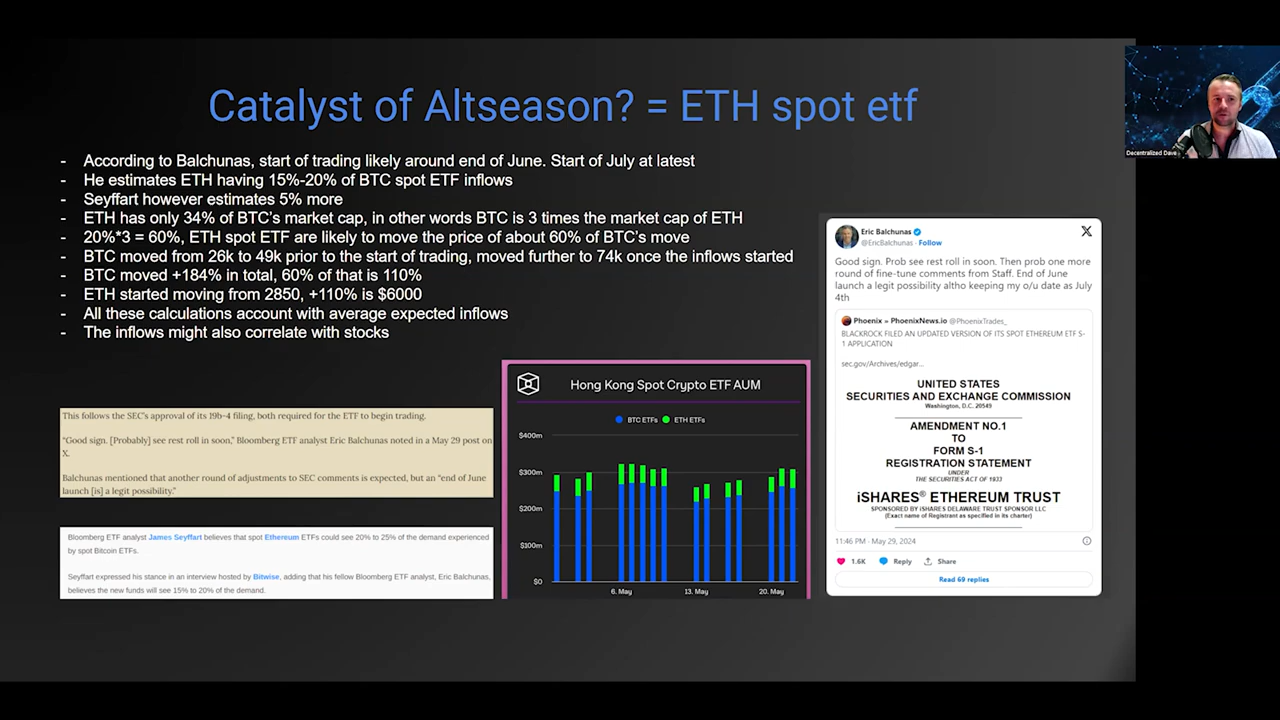 Catalyst of Altseason? = ETH spot etf
- According to Balchunas, start of trading likely around end of June. Start of July at latest
- He estimates ETH having 15%-20% of BTC spot ETF inflows
- Seyffart however estimates 5% more
- ETH has only 34% of BTC's market cap, in other words BTC is 3 times the market cap of ETH
- 20%*3 = 60%, ETH spot ETF are likely to move the price of about 60% of BTC's move
- BTC moved from 26k to 49k prior to the start of trading, moved further to 74k once the inflows started
- BTC moved +184% in total, 60% of that is 110%
- ETH started moving from 2850, +110% is $6000
- All these calculations account with average expected inflows
- The inflows might also correlate with stocks
This follows the SEC's approval of its 19b-4 filing, both required for the ETF to begin trading.
"Good sign. [Probably] see rest roll in soon," Bloomberg ETF analyst Eric Balchunas noted in a May 29 post on
X.
Balchunas mentioned that another round of adjustments to SEC comments is expected, but an "end of June
launch [is] a legit possibility."
Bloomberg ETF analyst James Seyffart believes that spot Ethereum ETFs could see 20% to 25% of the demand experienced
by spot Bitcoin ETFs.
Seyffart expressed his stance in an interview hosted by Bitwise, adding that his fellow Bloomberg ETF analyst, Eric Balchunas,
believes the new funds will see 15% to 20% of the demand.
Hong Kong Spot Crypto ETF AUM
BTC ETFs ETH ETFs
$400m
$300m
$200m
$100m
$0
6. May 13. May 20. May
Eric Balchunas
@EricBalchunas · Follow
Good sign. Prob see rest roll in soon. Then prob one more
round of fine-tune comments from Staff. End of June
launch a legit possibility altho keeping my o/u date as July
4th
Phoenix » PhoenixNews.io @PhoenixTrades_
BLACKROCK FILED AN UPDATED VERSION OF ITS SPOT ETHEREUM ETF S-
1 APPLICATION
sec.gov/Archives/edgar...
UNITED STATES
SECURITIES AND EXCHANGE COMMISSION
Washington, D.C. 20549
AMENDMENT NO.1
TO
FORM S-1
REGISTRATION STATEMENT
UNDER
THE SECURITIES ACT OF 1933
iSHARES® ETHEREUM TRUST
SPONSORED BY iSHARES DELAWARE TRUST SPONSOR LLC
(Exact name of Registrant as specified in its charter)
11:46 PM · May 29, 2024
1.6K Reply Share
Read 69 replies
Decentralized Dave